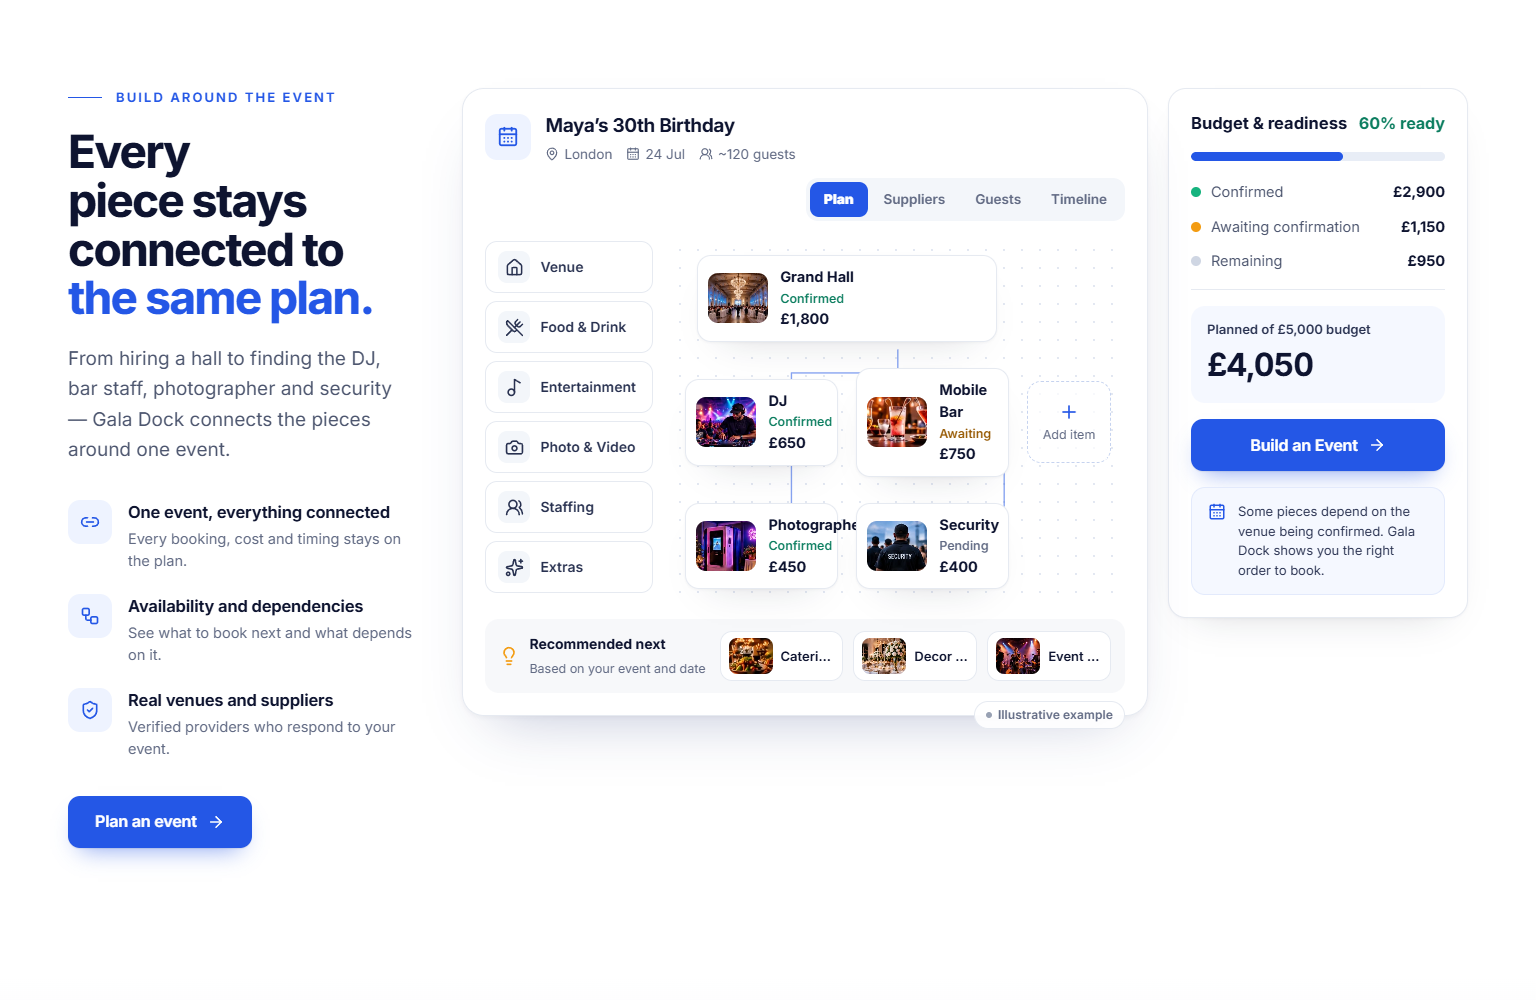 BUILD AROUND THE EVENT
Every
piece stays
connected to
the same plan.
From hiring a hall to finding the DJ,
bar staff, photographer and security
— Gala Dock connects the pieces
around one event.
One event, everything connected
Every booking, cost and timing stays on
the plan.
Availability and dependencies
See what to book next and what depends
on it.
Real venues and suppliers
Verified providers who respond to your
event.
Plan an event
Maya’s 30th Birthday
London 24 Jul ~120 guests
Plan Suppliers Guests Timeline
Venue
Food & Drink
Entertainment
Photo & Video
Staffing
Extras
Grand Hall
Confirmed
£1,800
DJ
Confirmed
£650
Mobile
Bar
Awaiting
£750
Add item
Photographe
Confirmed
£450
SECURITY
Security
Pending
£400
Recommended next
Based on your event and date
Cateri...
Decor ...
Event ...
Illustrative example
Budget & readiness 60% ready
Confirmed £2,900
Awaiting confirmation £1,150
Remaining £950
Planned of £5,000 budget
£4,050
Build an Event
Some pieces depend on the
venue being confirmed. Gala
Dock shows you the right
order to book.